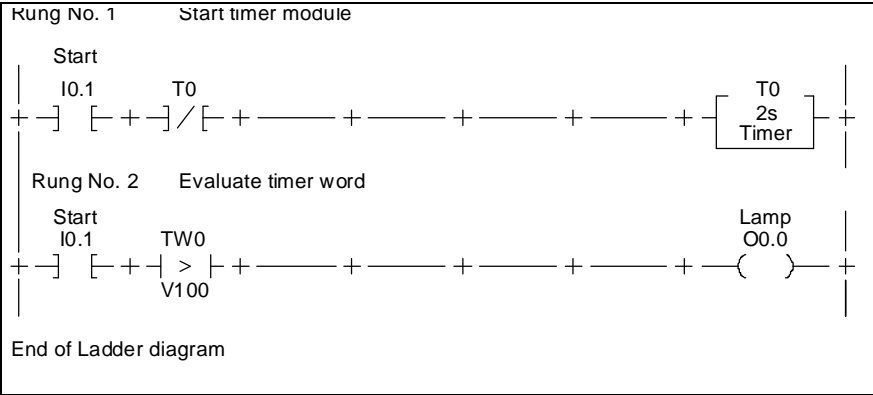 Rung No. 1 Start timer module
Start
I0.1 T0 T0
2s
Timer
Rung No. 2 Evaluate timer word
Start Lamp
I0.1 TW0 O0.0
>
V100
End of Ladder diagram